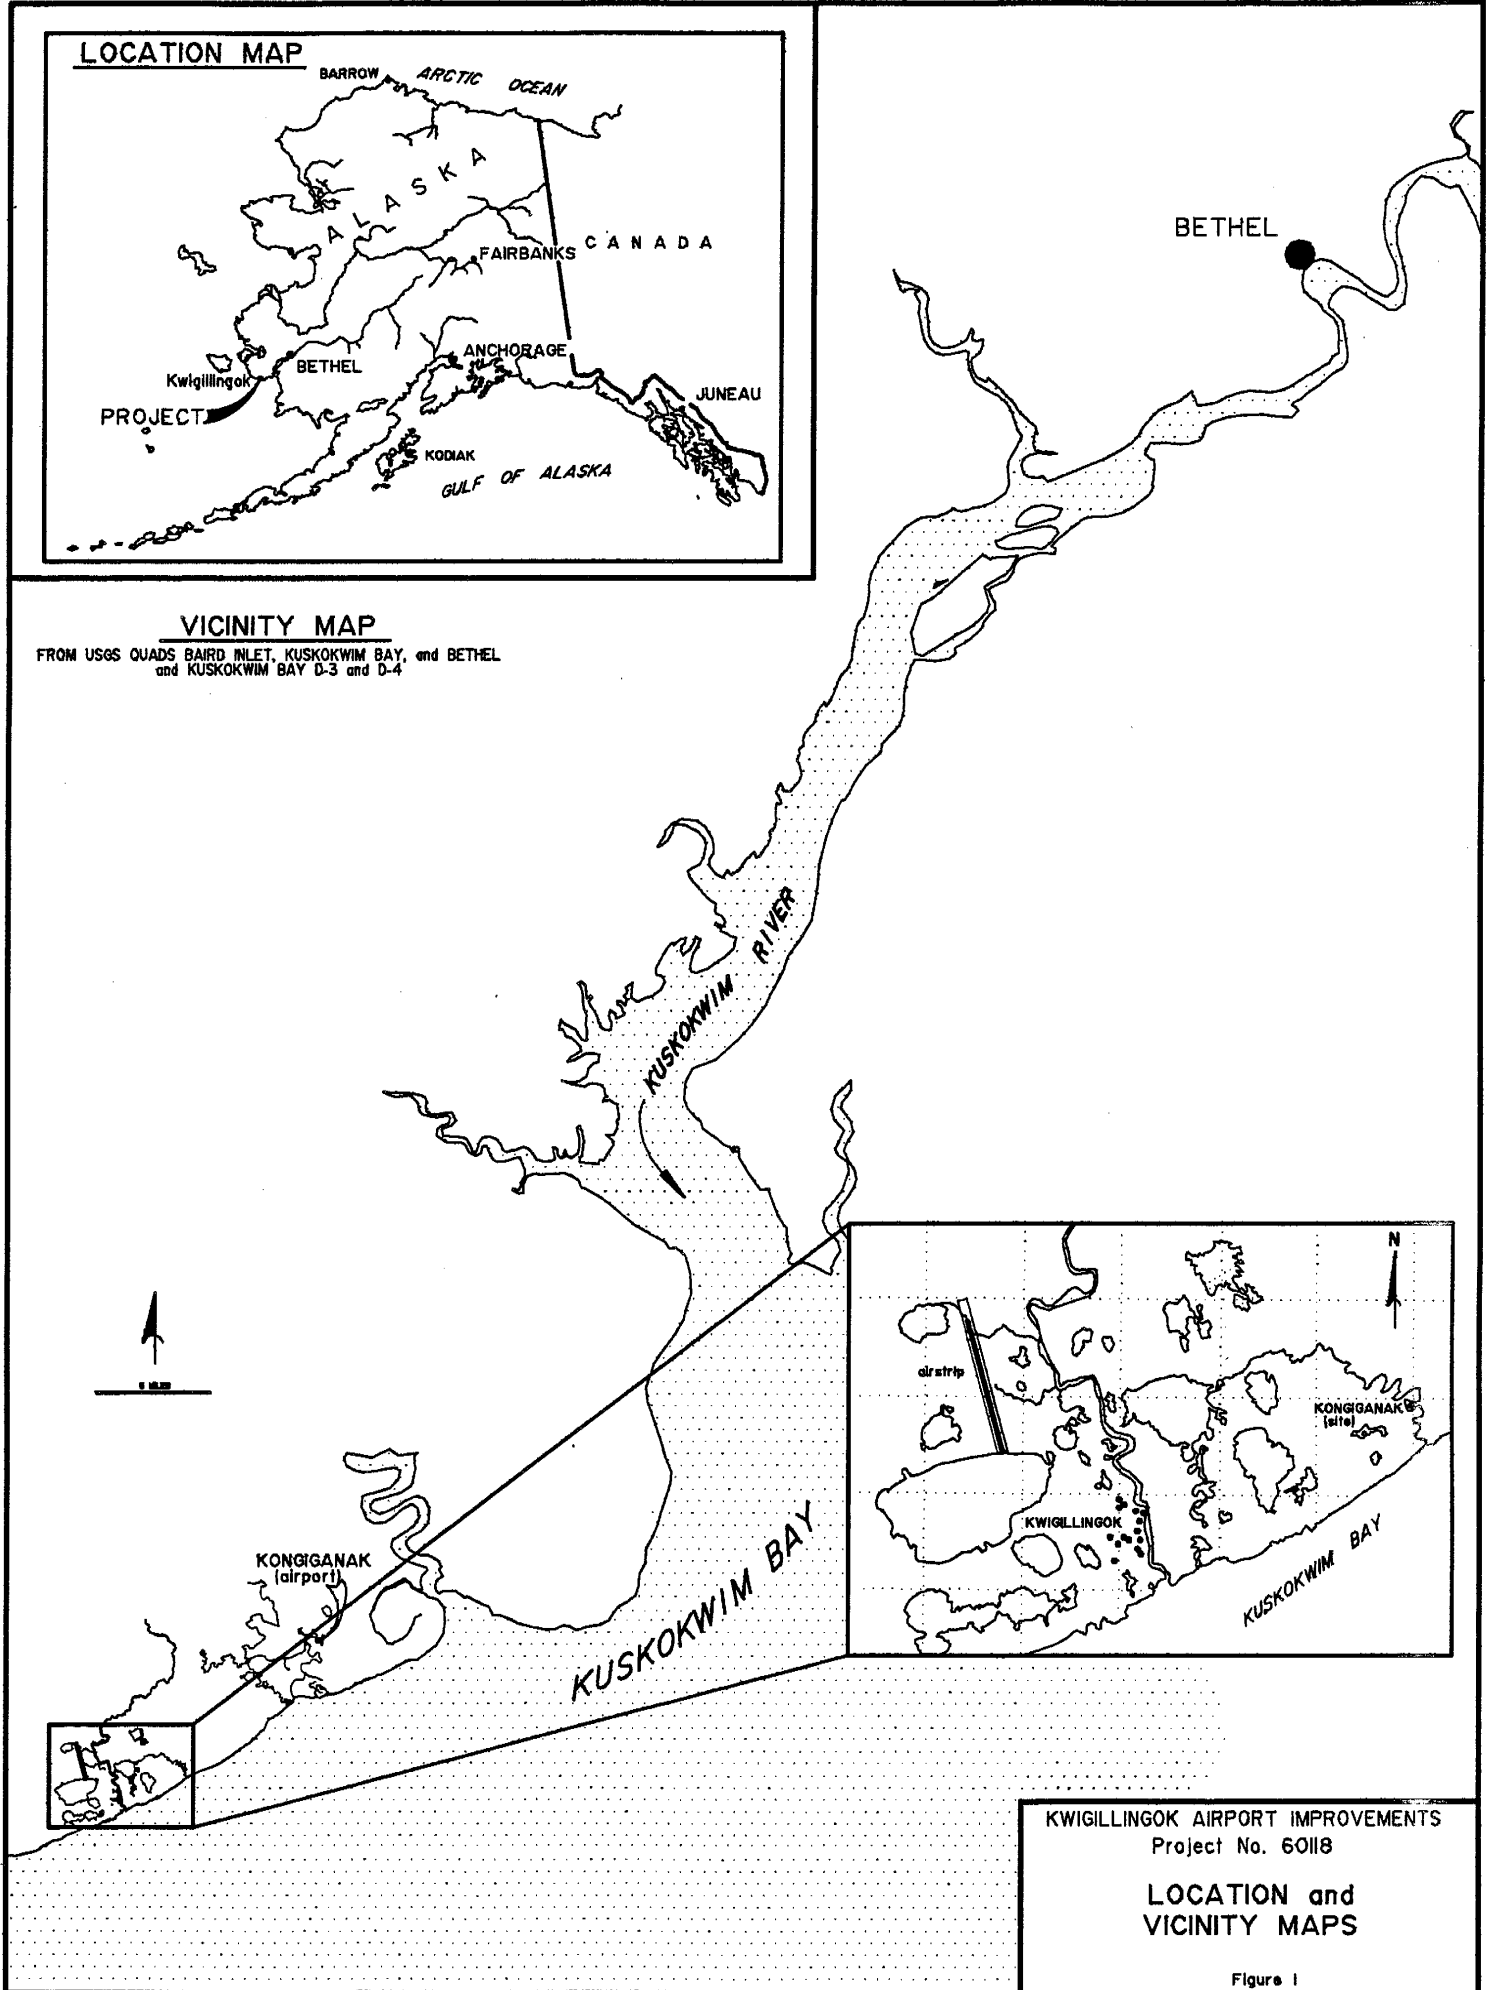 LOCATION MAP
BARROW
ARCTIC OCEAN
ALASKA
CANADA
FAIRBANKS
ANCHORAGE
BETHEL
Kwigillingok
PROJECT
JUNEAU
KODIAK
GULF OF ALASKA
BETHEL
VICINITY MAP
FROM USGS QUADS BAIRD INLET, KUSKOKWIM BAY, and BETHEL
and KUSKOKWIM BAY D-3 and D-4
KUSKOKWIM RIVER
N
airstrip
KONGIGANAK
(site)
KWIGILLINGOK
KUSKOKWIM BAY
KONGIGANAK
(airport)
KUSKOKWIM BAY
KWIGILLINGOK AIRPORT IMPROVEMENTS
Project No. 60118
LOCATION and
VICINITY MAPS
Figure 1